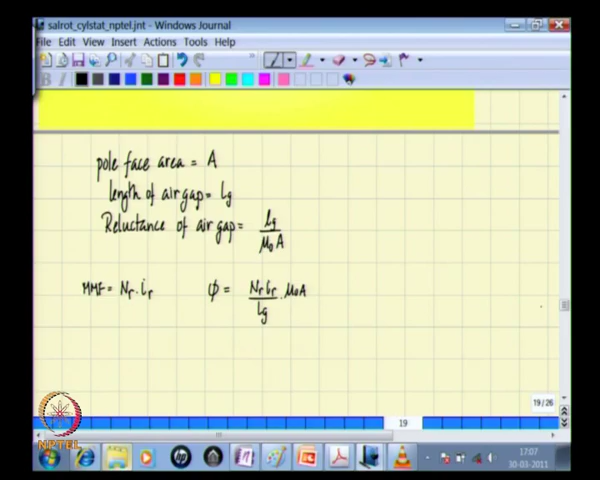 salrot_cylstat_nptel.jnt - Windows Journal
File Edit View Insert Actions Tools Help
pole face area = A
length of air gap = lg
Reluctance of air gap = lg / μ₀ A
MMF = Nr · ir    φ = Nr ir / lg · μ₀A
19/26
19
NPTEL
17:07
30-03-2011